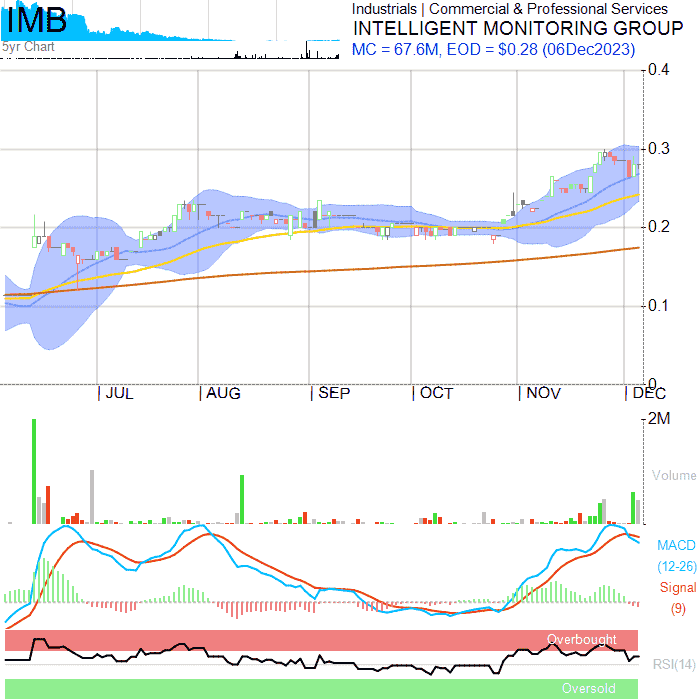 IMB
5yr Chart
Industrials | Commercial & Professional Services
INTELLIGENT MONITORING GROUP
MC = 67.6M, EOD = $0.28 (06Dec2023)
0.4
0.3
0.2
0.1
0
JUL AUG SEP OCT NOV DEC
2M
Volume
MACD
(12-26)
Signal
(9)
Overbought
RSI(14)
Oversold